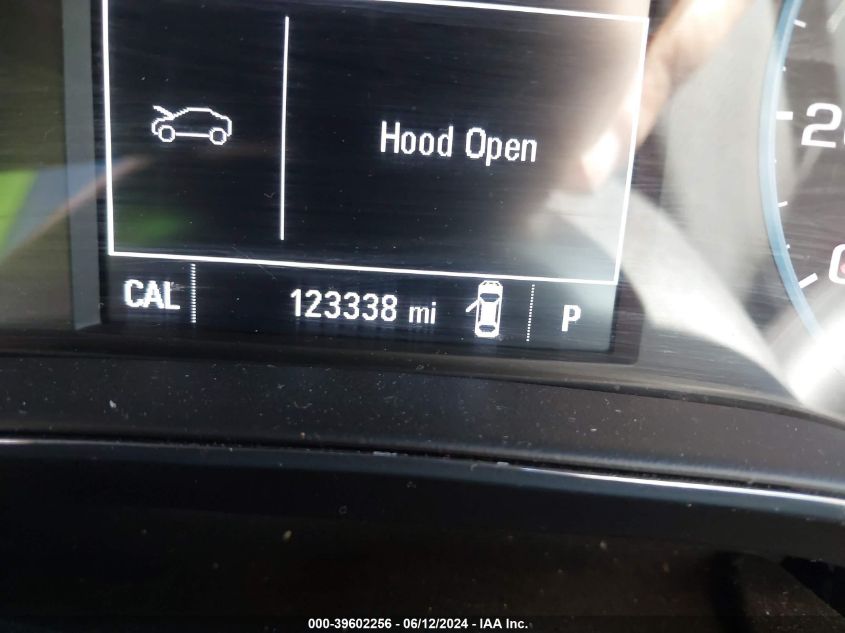 Hood Open
CAL 123338 mi P
000-39602256 - 06/12/2024 - IAA Inc.